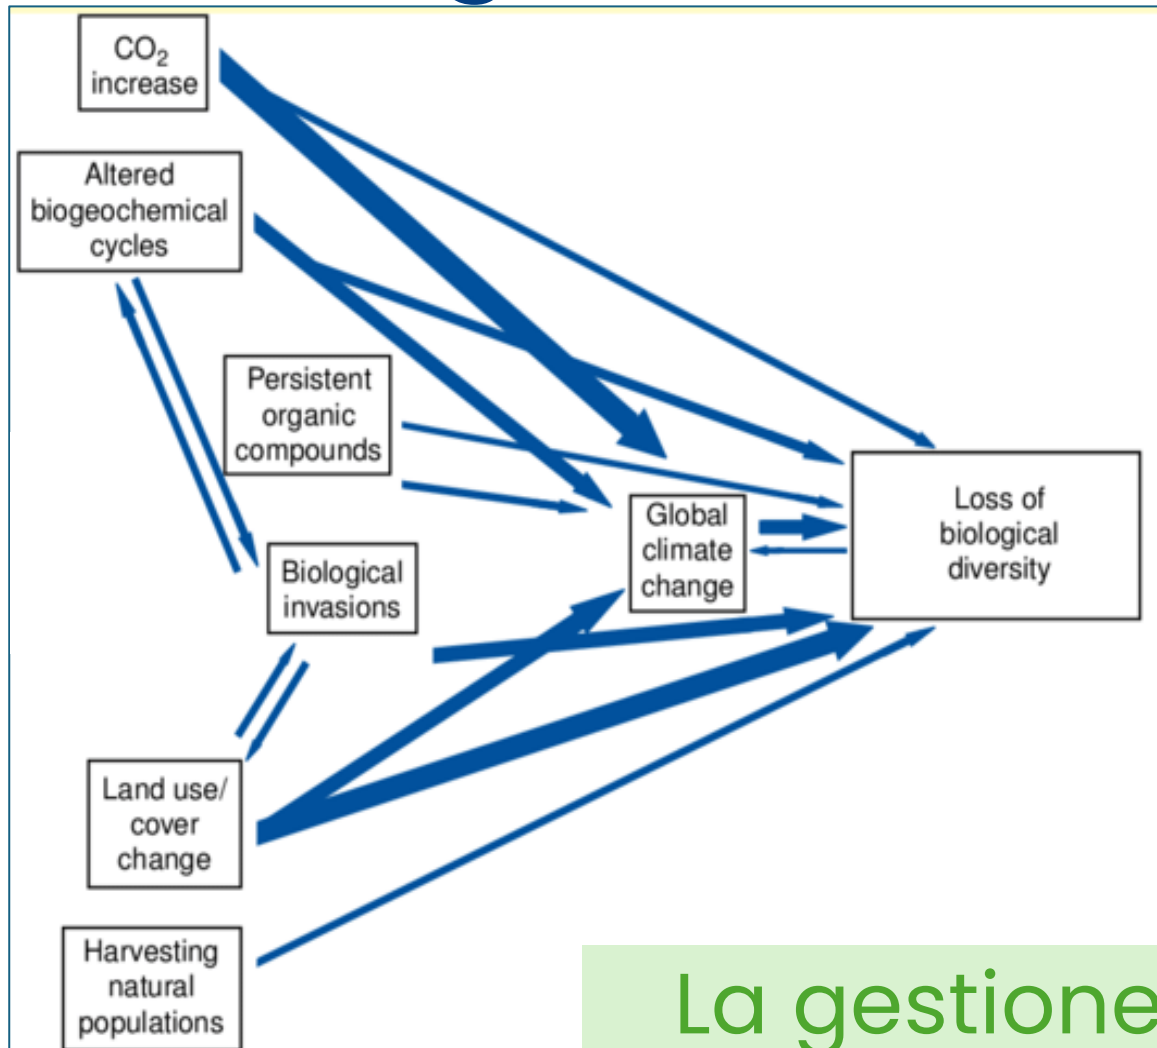 CO₂
increase
Altered
biogeochemical
cycles
Persistent
organic
compounds
Global
climate
change
Loss of
biological
diversity
Biological
invasions
Land use/
cover
change
Harvesting
natural
populations
La gestione